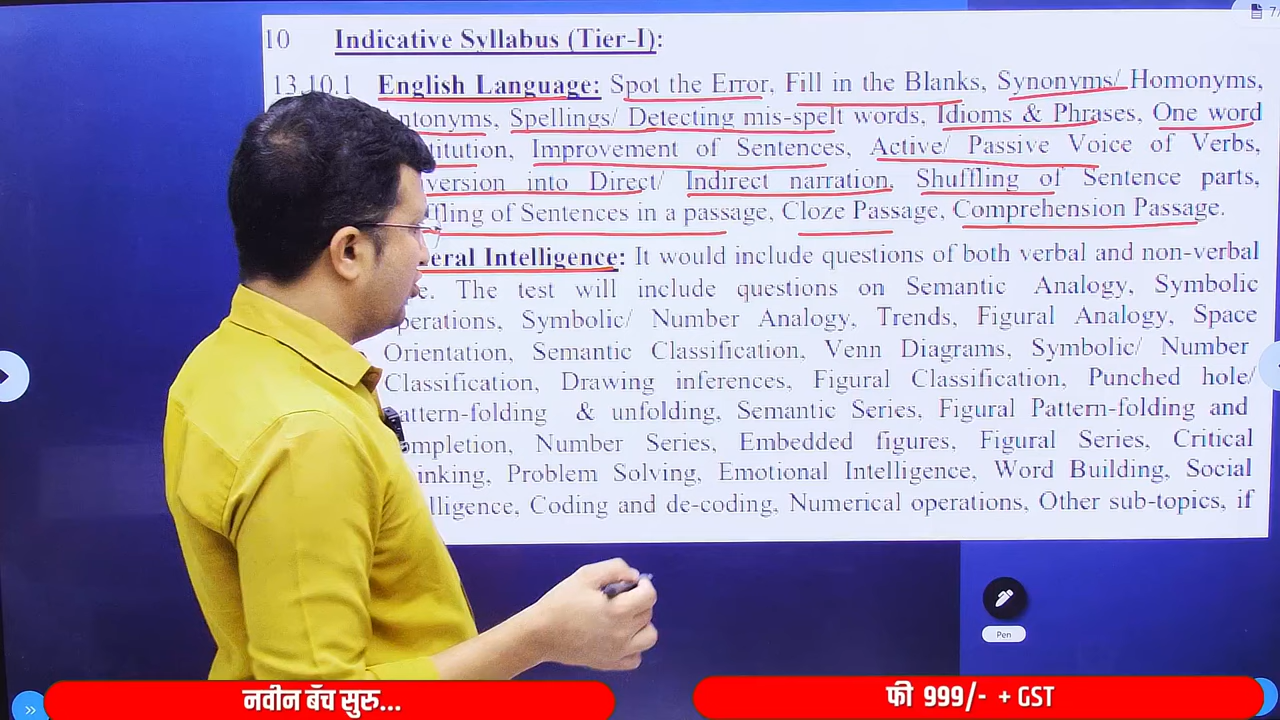 7
10 Indicative Syllabus (Tier-I):
13.10.1 English Language: Spot the Error, Fill in the Blanks, Synonyms/ Homonyms,
ntonyms, Spellings/ Detecting mis-spelt words, Idioms & Phrases, One word
titution, Improvement of Sentences, Active/ Passive Voice of Verbs,
version into Direct/ Indirect narration, Shuffling of Sentence parts,
ffling of Sentences in a passage, Cloze Passage, Comprehension Passage.
eral Intelligence: It would include questions of both verbal and non-verbal
e. The test will include questions on Semantic Analogy, Symbolic
perations, Symbolic/ Number Analogy, Trends, Figural Analogy, Space
Orientation, Semantic Classification, Venn Diagrams, Symbolic/ Number
Classification, Drawing inferences, Figural Classification, Punched hole/
attern-folding & unfolding, Semantic Series, Figural Pattern-folding and
ompletion, Number Series, Embedded figures, Figural Series, Critical
inking, Problem Solving, Emotional Intelligence, Word Building, Social
lligence, Coding and de-coding, Numerical operations, Other sub-topics, if
Pen
नवीन बॅच सुरु...
फी 999/- + GST